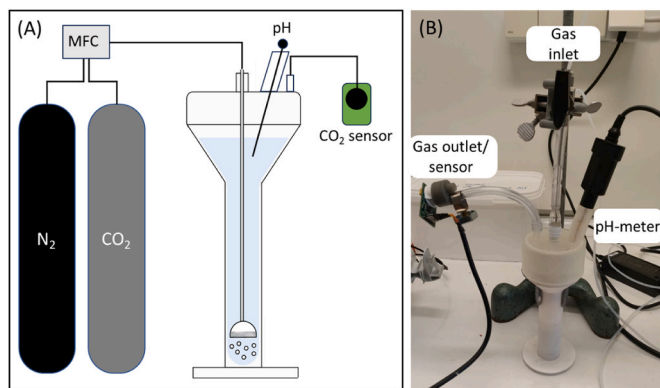 (A)
MFC
pH
CO₂ sensor
N₂
CO₂
(B)
Gas
inlet
Gas outlet/
sensor
pH-meter